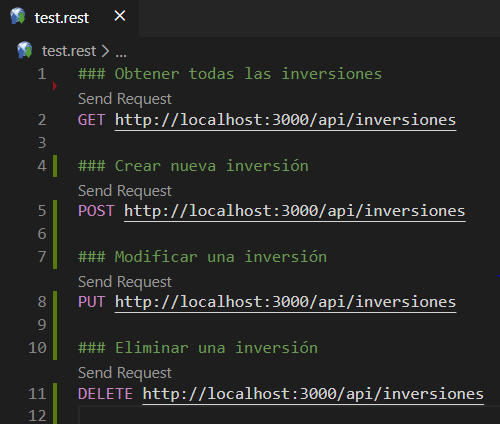 test.rest ×
test.rest > ...
1 ### Obtener todas las inversiones
Send Request
2 GET http://localhost:3000/api/inversiones
3
4 ### Crear nueva inversión
Send Request
5 POST http://localhost:3000/api/inversiones
6
7 ### Modificar una inversión
Send Request
8 PUT http://localhost:3000/api/inversiones
9
10 ### Eliminar una inversión
Send Request
11 DELETE http://localhost:3000/api/inversiones
12